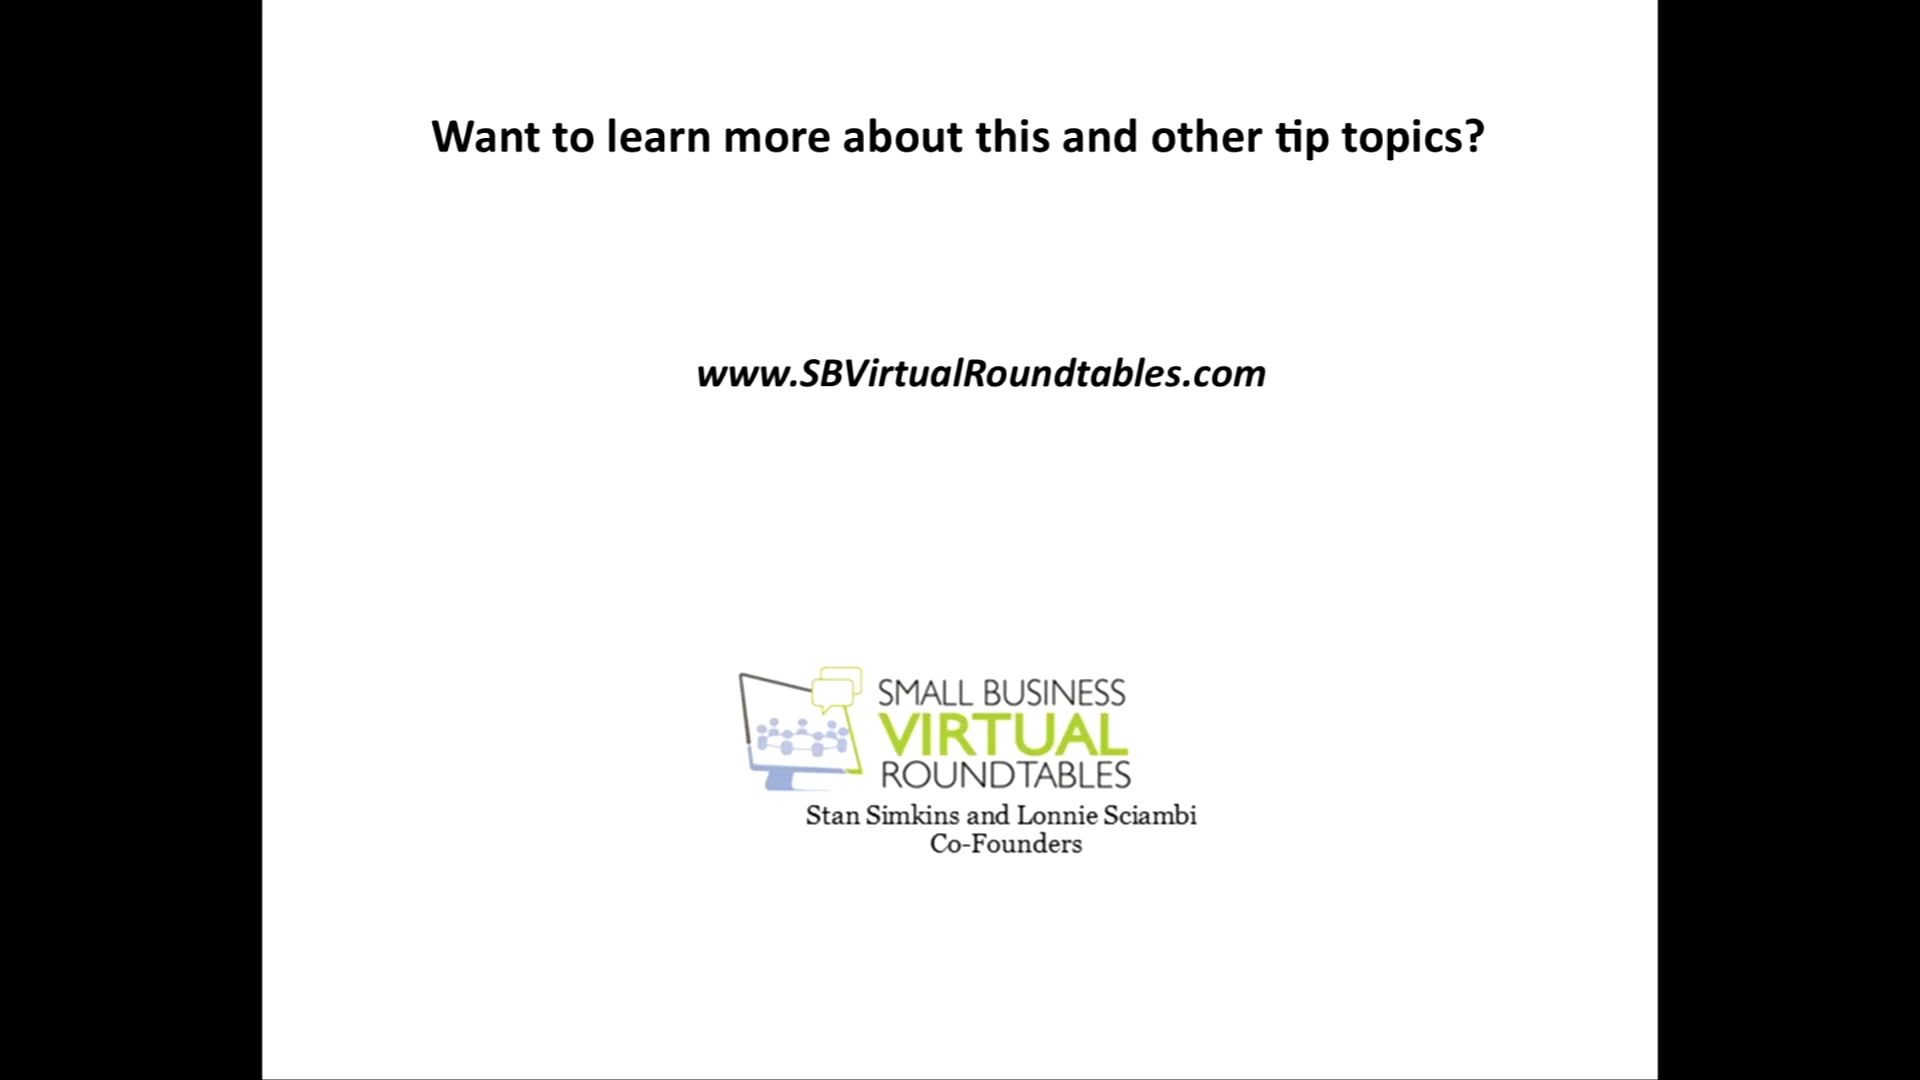 Want to learn more about this and other tip topics?
www.SBVirtualRoundtables.com
SMALL BUSINESS
VIRTUAL
ROUNDTABLES
Stan Simkins and Lonnie Sciambi
Co-Founders